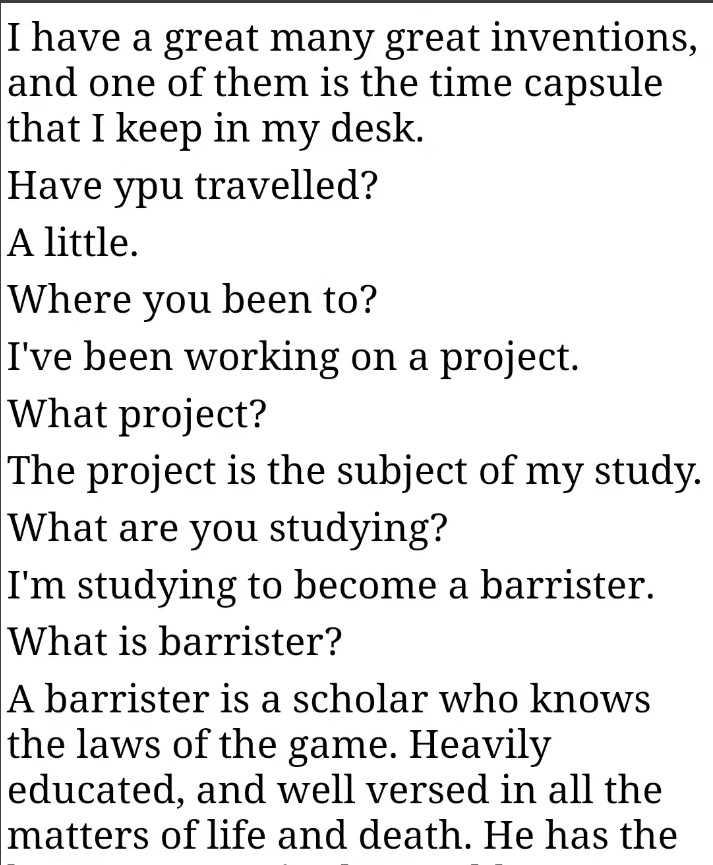 I have a great many great inventions,
and one of them is the time capsule
that I keep in my desk.
Have ypu travelled?
A little.
Where you been to?
I've been working on a project.
What project?
The project is the subject of my study.
What are you studying?
I'm studying to become a barrister.
What is barrister?
A barrister is a scholar who knows
the laws of the game. Heavily
educated, and well versed in all the
matters of life and death. He has the